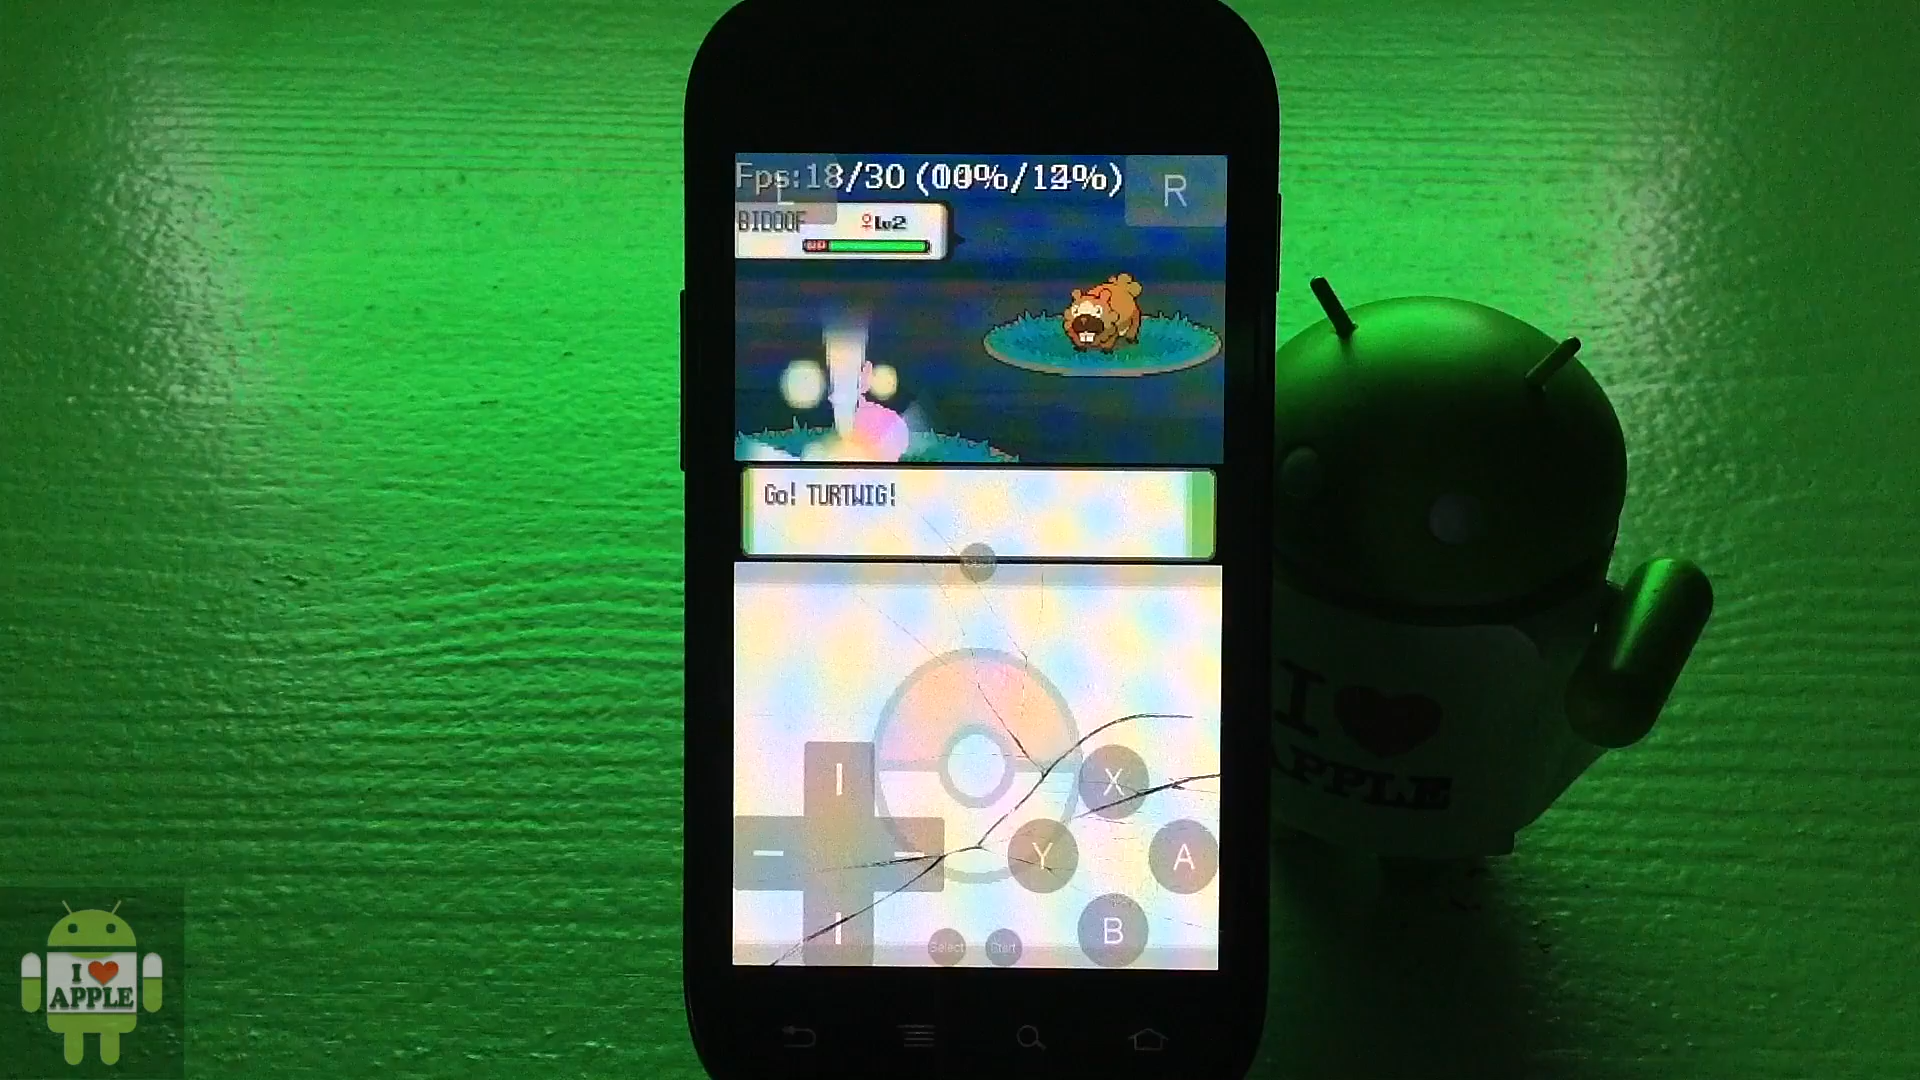 Fps:18/30 (
L
R
BIDOOF ♀Lv2
Go! TURTWIG!
X
Y
A
B
Select
Start
I ♥
APPLE
I ♥
APPLE